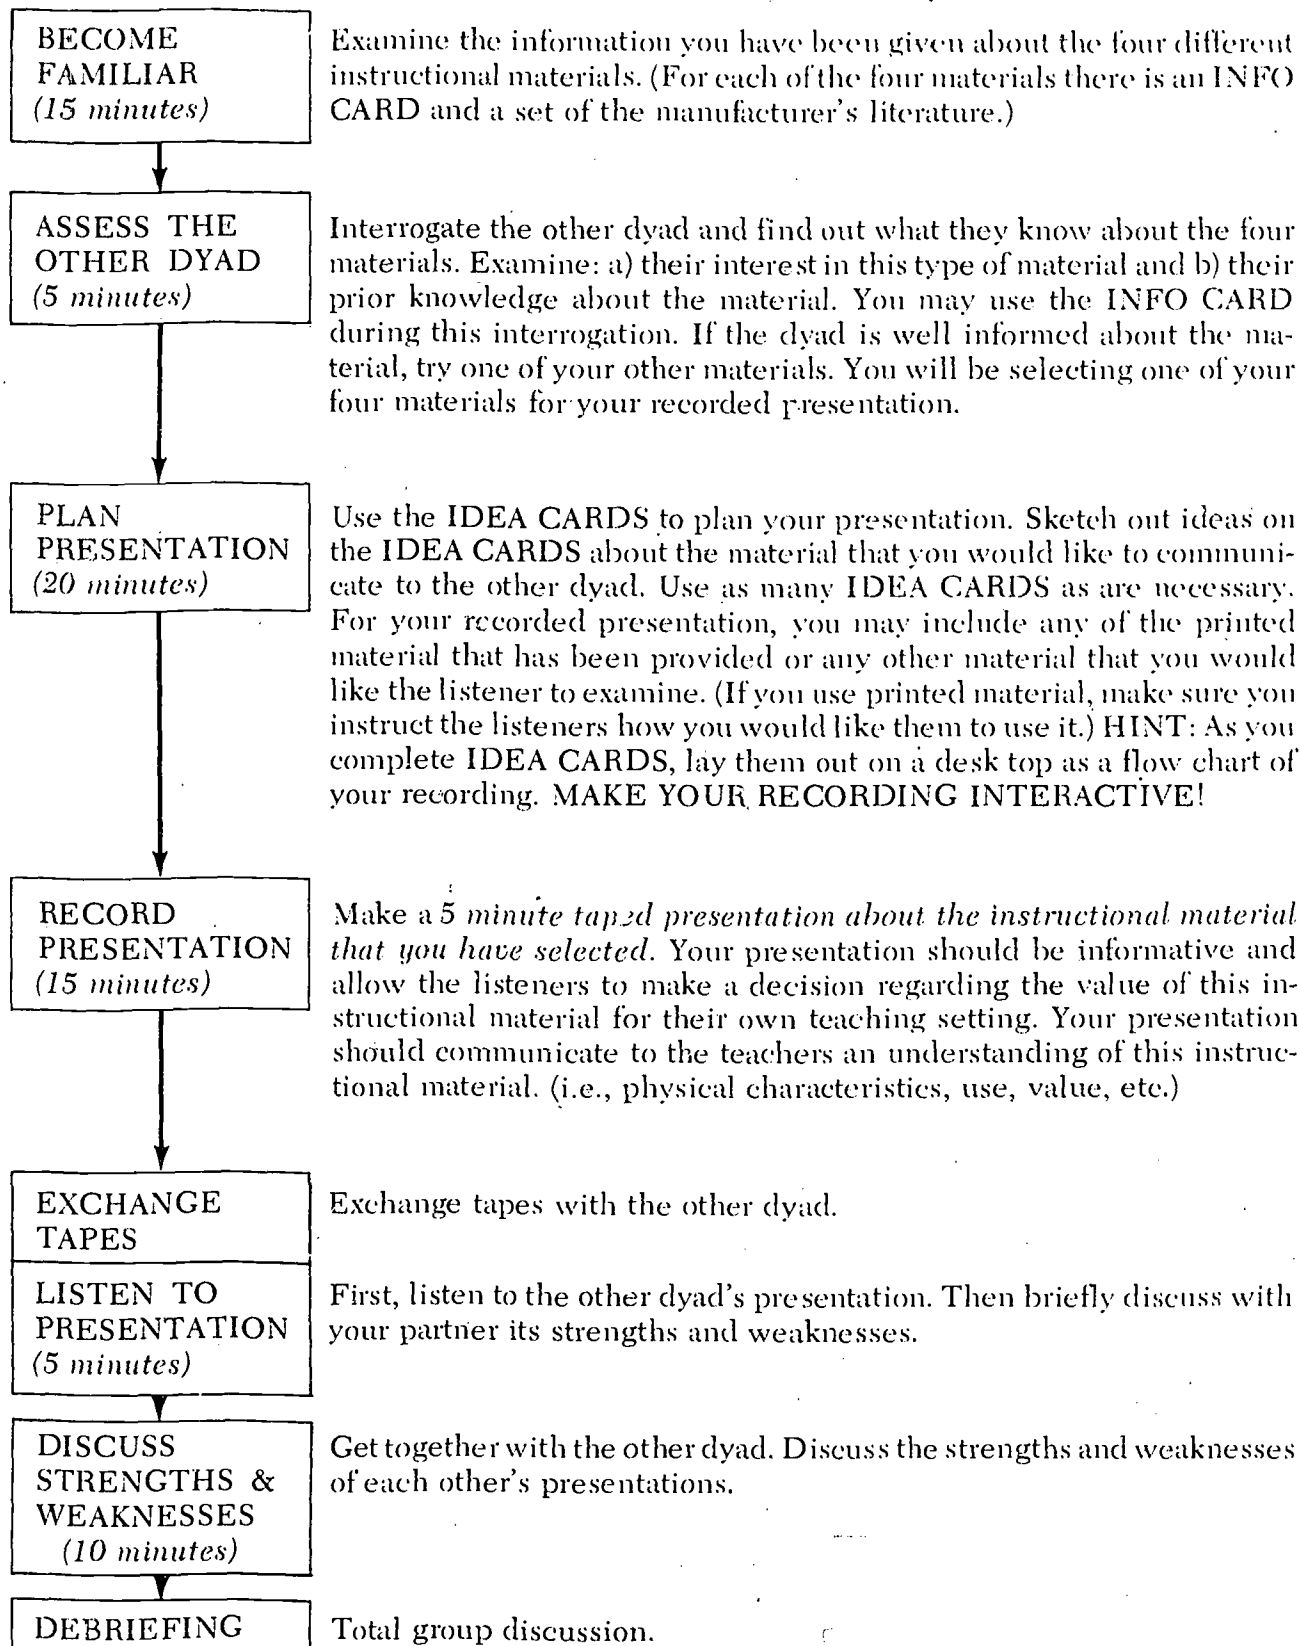 BECOME
FAMILIAR
(15 minutes)
Examine the information you have been given about the four different
instructional materials. (For each of the four materials there is an INFO
CARD and a set of the manufacturer's literature.)
ASSESS THE
OTHER DYAD
(5 minutes)
Interrogate the other dyad and find out what they know about the four
materials. Examine: a) their interest in this type of material and b) their
prior knowledge about the material. You may use the INFO CARD
during this interrogation. If the dyad is well informed about the ma-
terial, try one of your other materials. You will be selecting one of your
four materials for your recorded presentation.
PLAN
PRESENTATION
(20 minutes)
Use the IDEA CARDS to plan your presentation. Sketch out ideas on
the IDEA CARDS about the material that you would like to communi-
cate to the other dyad. Use as many IDEA CARDS as are necessary.
For your recorded presentation, you may include any of the printed
material that has been provided or any other material that you would
like the listener to examine. (If you use printed material, make sure you
instruct the listeners how you would like them to use it.) HINT: As you
complete IDEA CARDS, lay them out on a desk top as a flow chart of
your recording. MAKE YOUR RECORDING INTERACTIVE!
RECORD
PRESENTATION
(15 minutes)
Make a 5 minute taped presentation about the instructional material
that you have selected. Your presentation should be informative and
allow the listeners to make a decision regarding the value of this in-
structional material for their own teaching setting. Your presentation
should communicate to the teachers an understanding of this instruc-
tional material. (i.e., physical characteristics, use, value, etc.)
EXCHANGE
TAPES
Exchange tapes with the other dyad.
LISTEN TO
PRESENTATION
(5 minutes)
First, listen to the other dyad's presentation. Then briefly discuss with
your partner its strengths and weaknesses.
DISCUSS
STRENGTHS &
WEAKNESSES
(10 minutes)
Get together with the other dyad. Discuss the strengths and weaknesses
of each other's presentations.
DEBRIEFING
Total group discussion.